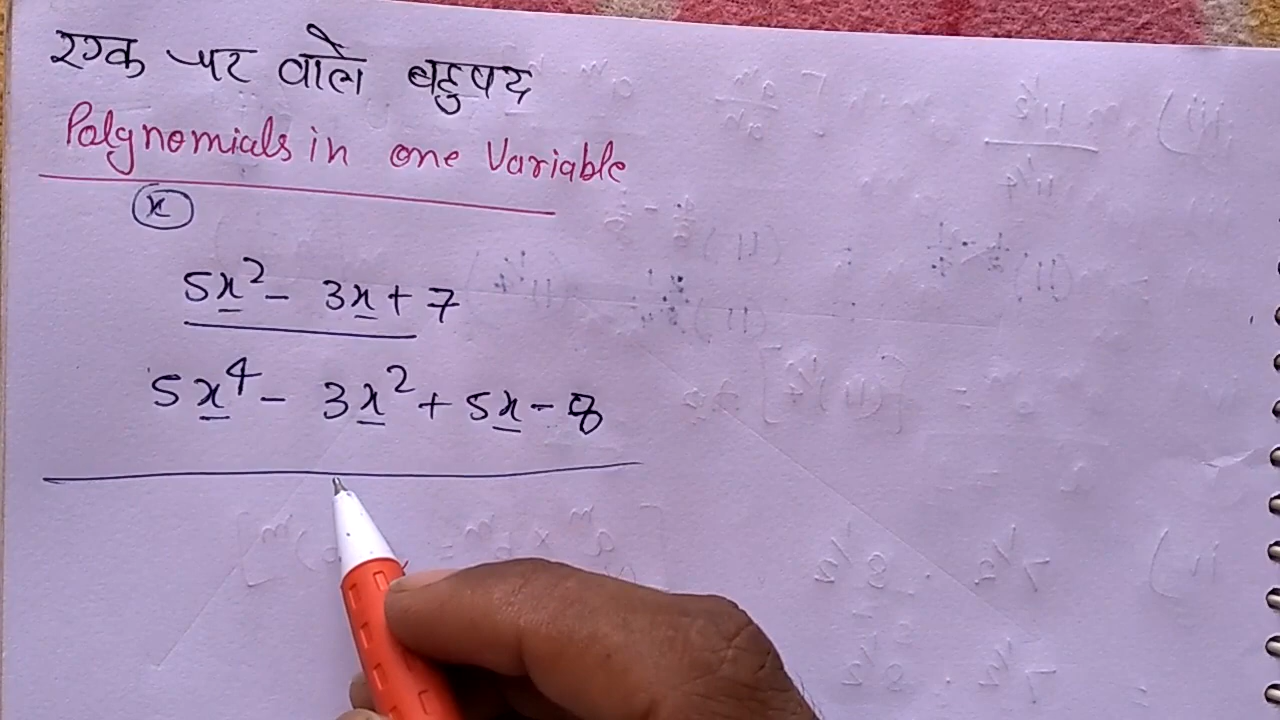 एक चर वाले बहुपद
Polynomials in one Variable
x
5x² - 3x + 7
5x⁴ - 3x² + 5x - 8